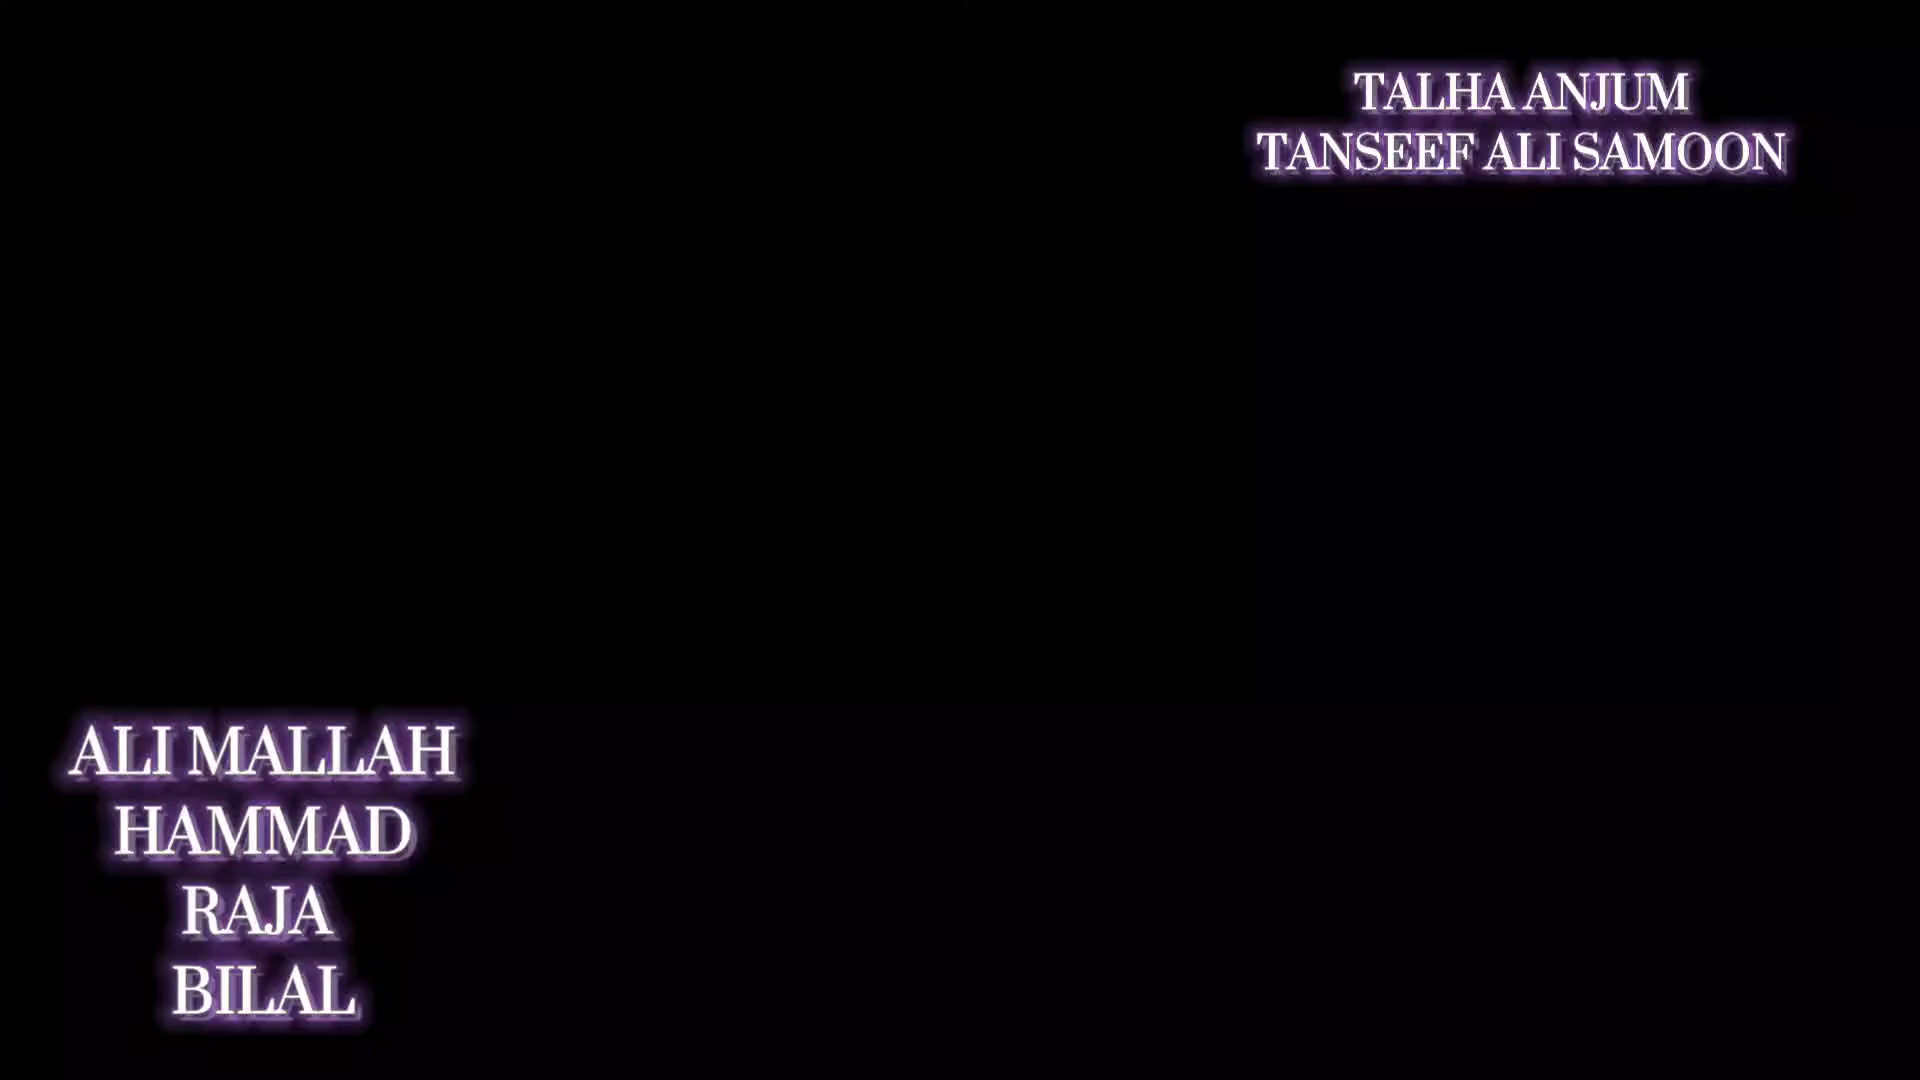 TALHA ANJUM
TANSEEF ALI SAMOON
ALI MALLAH
HAMMAD
RAJA
BILAL